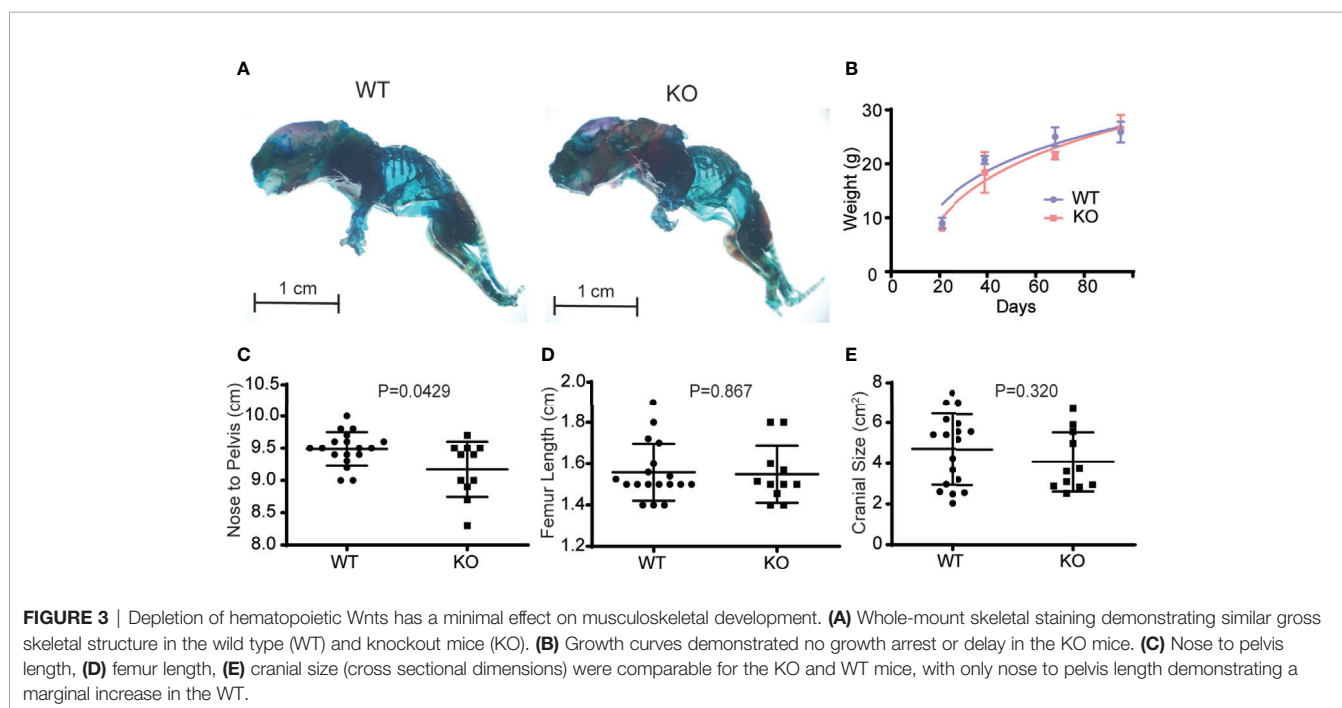 A
WT
KO
1 cm
1 cm
B
30
20
10
0
Weight (g)
WT
KO
0 20 40 60 80
Days
C
P=0.0429
10.5
10.0
9.5
9.0
8.5
8.0
Nose to Pelvis (cm)
WT KO
D
P=0.867
2.0
1.8
1.6
1.4
1.2
Femur Length (cm)
WT KO
E
P=0.320
8
6
4
2
0
Cranial Size (cm²)
WT KO
FIGURE 3 | Depletion of hematopoietic Wnts has a minimal effect on musculoskeletal development. (A) Whole-mount skeletal staining demonstrating similar gross
skeletal structure in the wild type (WT) and knockout mice (KO). (B) Growth curves demonstrated no growth arrest or delay in the KO mice. (C) Nose to pelvis
length, (D) femur length, (E) cranial size (cross sectional dimensions) were comparable for the KO and WT mice, with only nose to pelvis length demonstrating a
marginal increase in the WT.